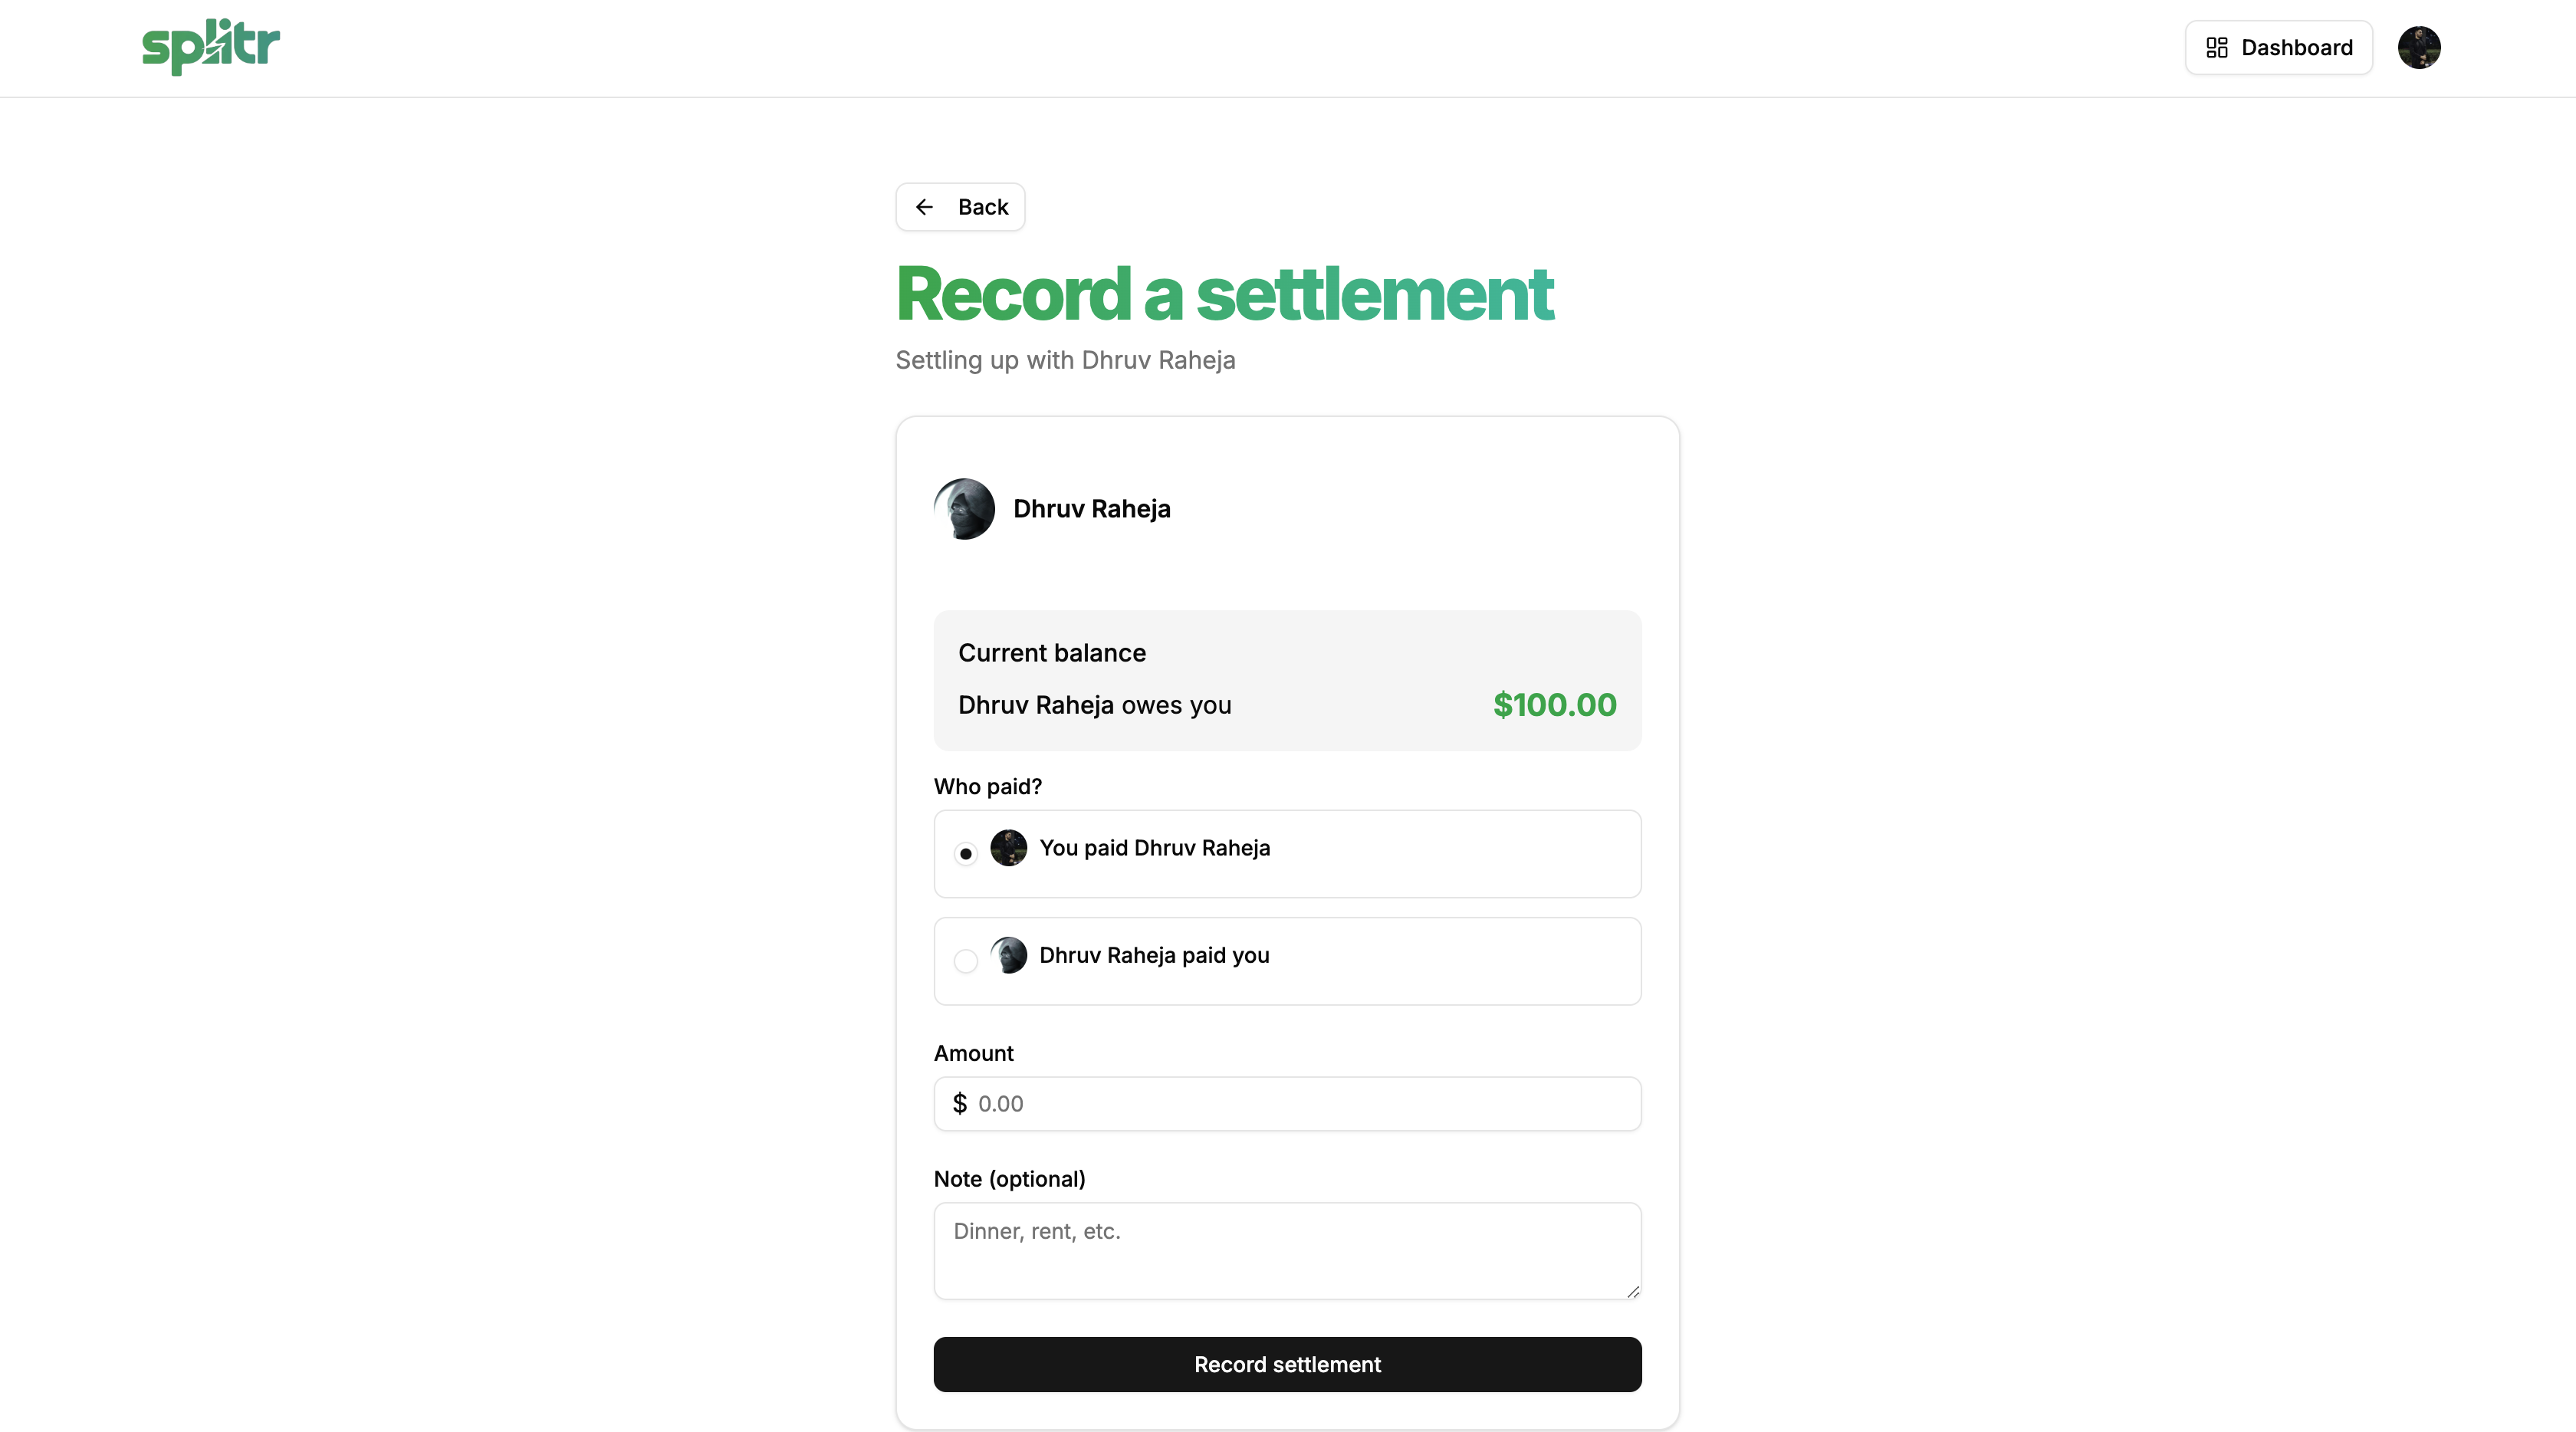 splitr
Dashboard
Back
Record a settlement
Settling up with Dhruv Raheja
Dhruv Raheja
Current balance
Dhruv Raheja owes you $100.00
Who paid?
You paid Dhruv Raheja
Dhruv Raheja paid you
Amount
$ 0.00
Note (optional)
Dinner, rent, etc.
Record settlement